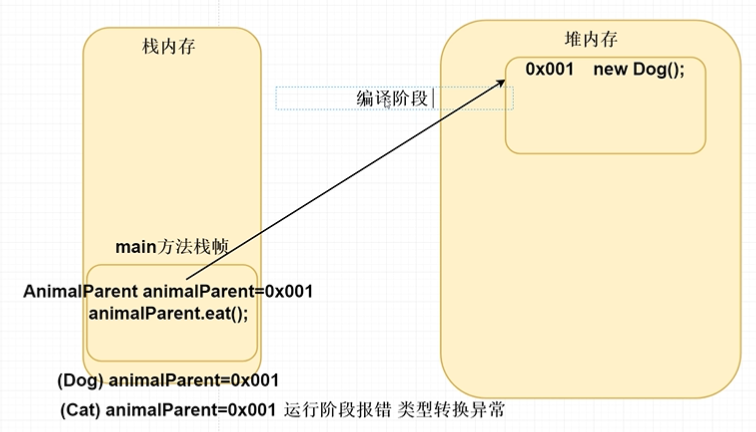 栈内存
堆内存
0x001 new Dog();
编译阶段
main方法栈帧
AnimalParent animalParent=0x001
animalParent.eat();
(Dog) animalParent=0x001
(Cat) animalParent=0x001 运行阶段报错 类型转换异常